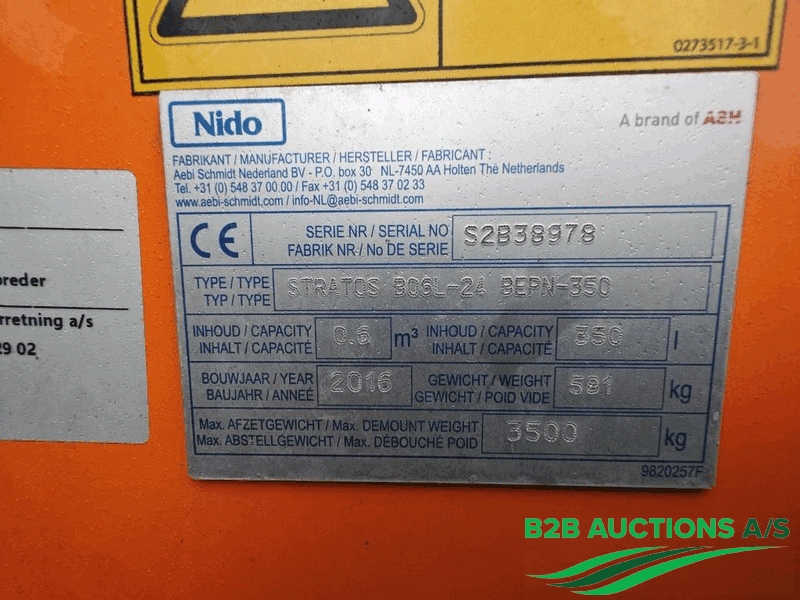 0273517-3-1
Nido
A brand of ASH
FABRIKANT / MANUFACTURER / HERSTELLER / FABRICANT :
Aebi Schmidt Nederland BV - P.O. box 30 NL-7450 AA Holten The Netherlands
Tel. +31 (0) 548 37 00 00 / Fax +31 (0) 548 37 02 33
www.aebi-schmidt.com / info-NL@aebi-schmidt.com
CE
SERIE NR / SERIAL NO
FABRIK NR / No DE SERIE
S2B38978
TYPE / TYPE
TYP / TYPE
STRATOS B06L-24 BEPN-350
INHOUD / CAPACITY
INHALT / CAPACITÉ
0.6 m³
INHOUD / CAPACITY
INHALT / CAPACITÉ
350 l
BOUWJAAR / YEAR
BAUJAHR / ANNEÉ
2016
GEWICHT / WEIGHT
GEWICHT / POID VIDE
591 kg
Max. AFZETGEWICHT / Max. DEMOUNT WEIGHT
Max. ABSTELLGEWICHT / Max. DÉBOUCHÉ POID
3500 kg
9820257F
preder
rretning a/s
29 02
B2B AUCTIONS A/S